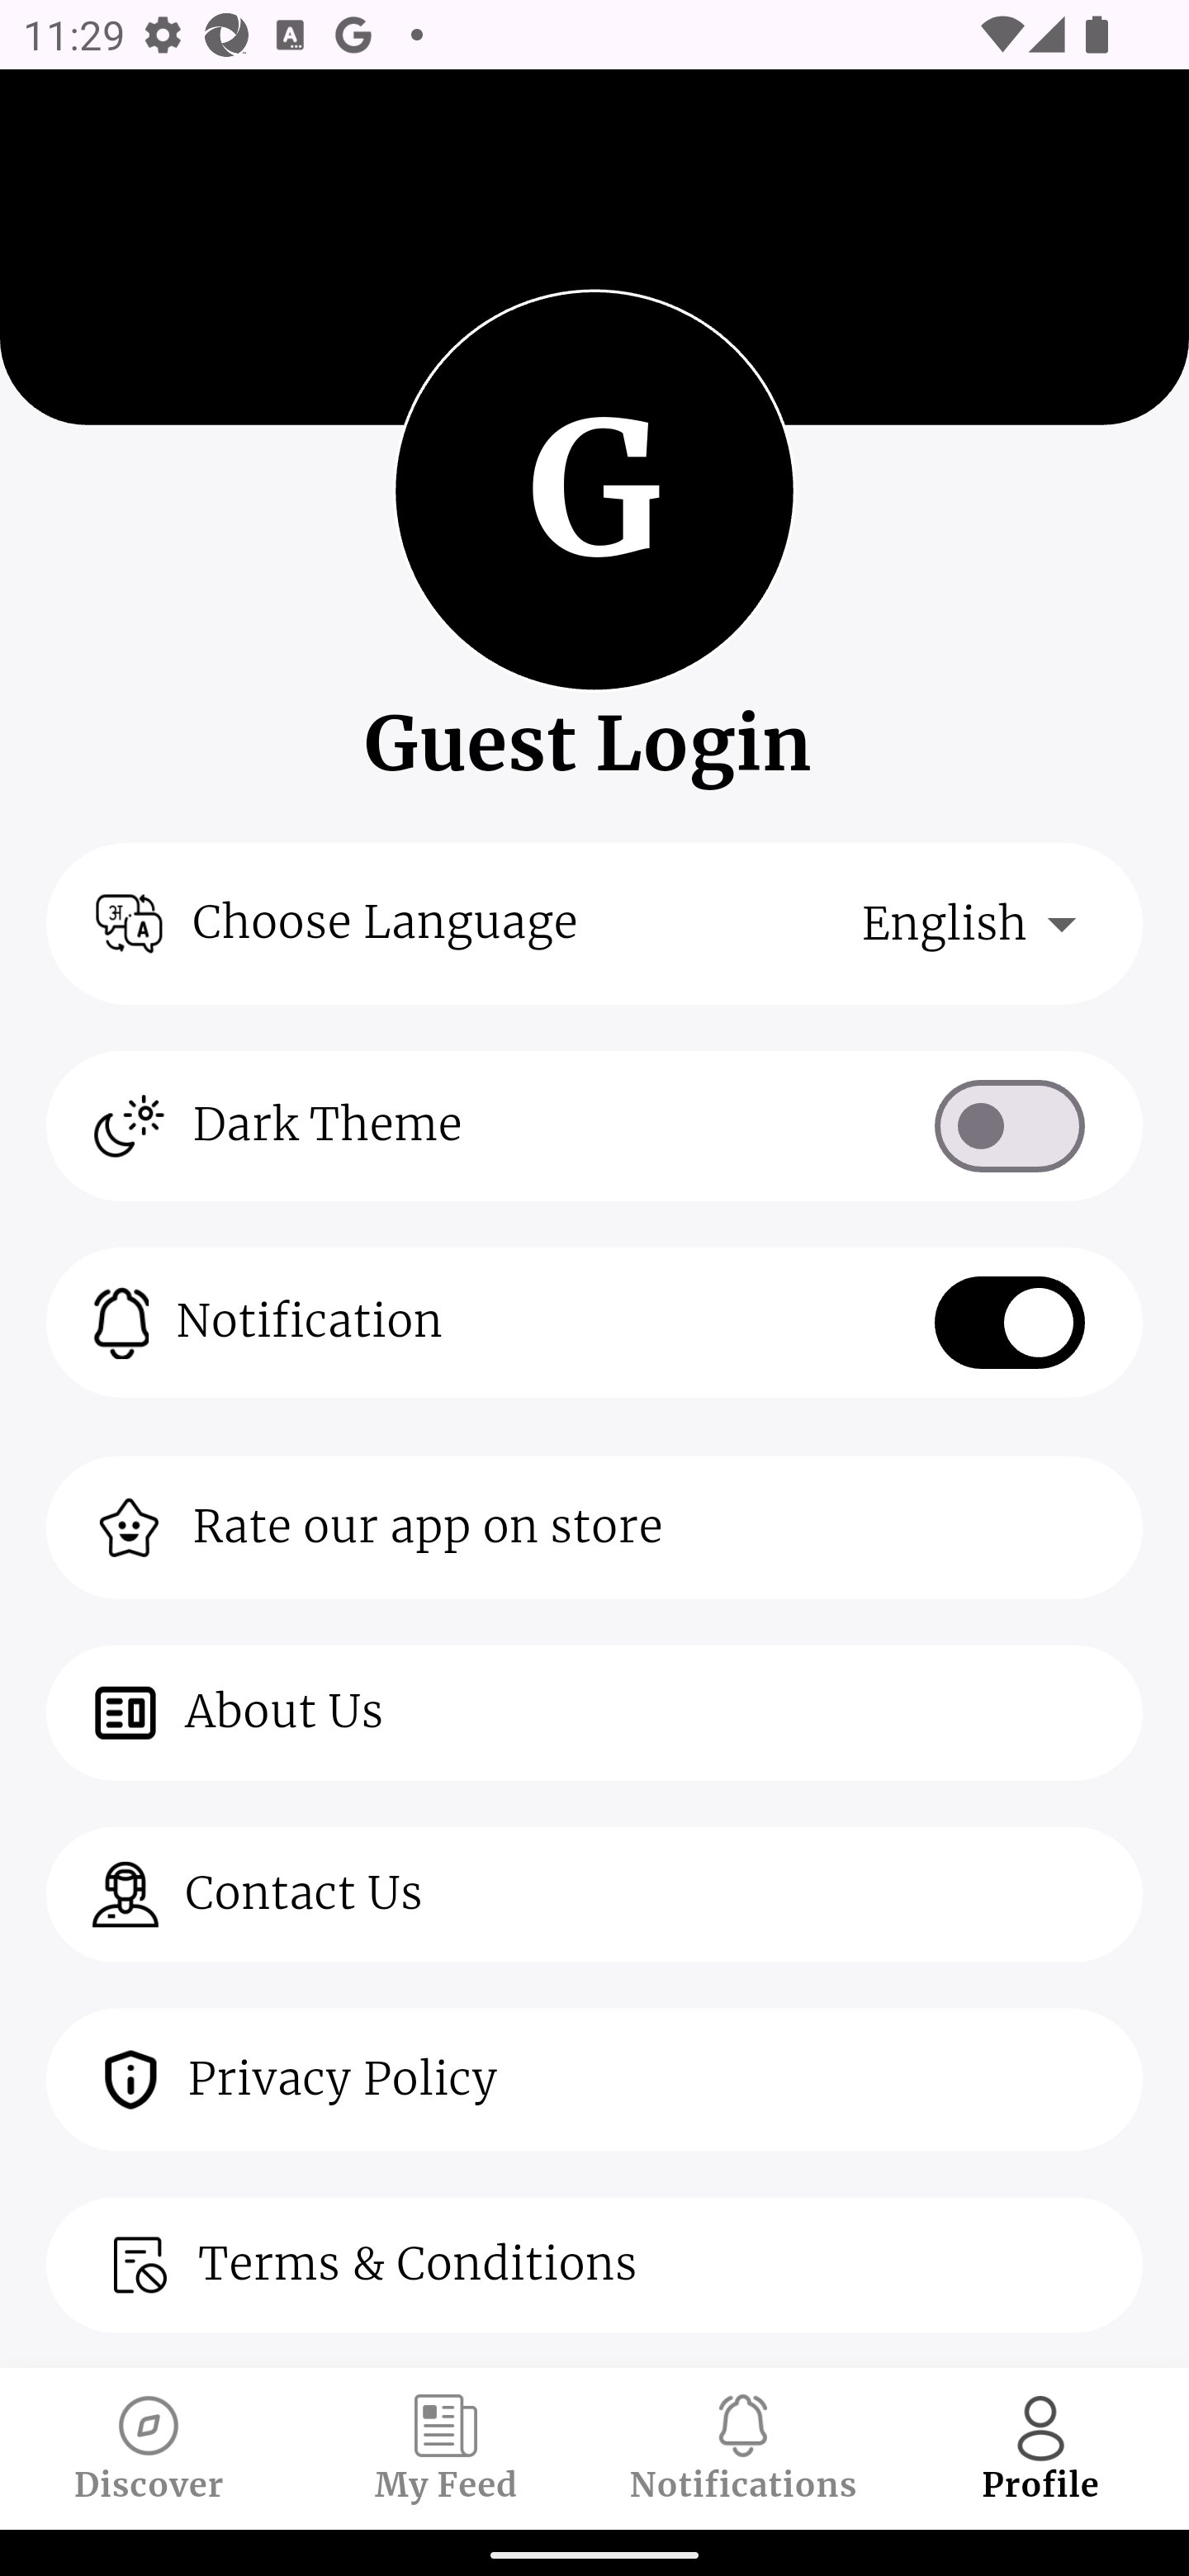 11:29
G
Guest Login
Choose Language English
Dark Theme
Notification
Rate our app on store
About Us
Contact Us
Privacy Policy
Terms & Conditions
Discover My Feed Notifications Profile